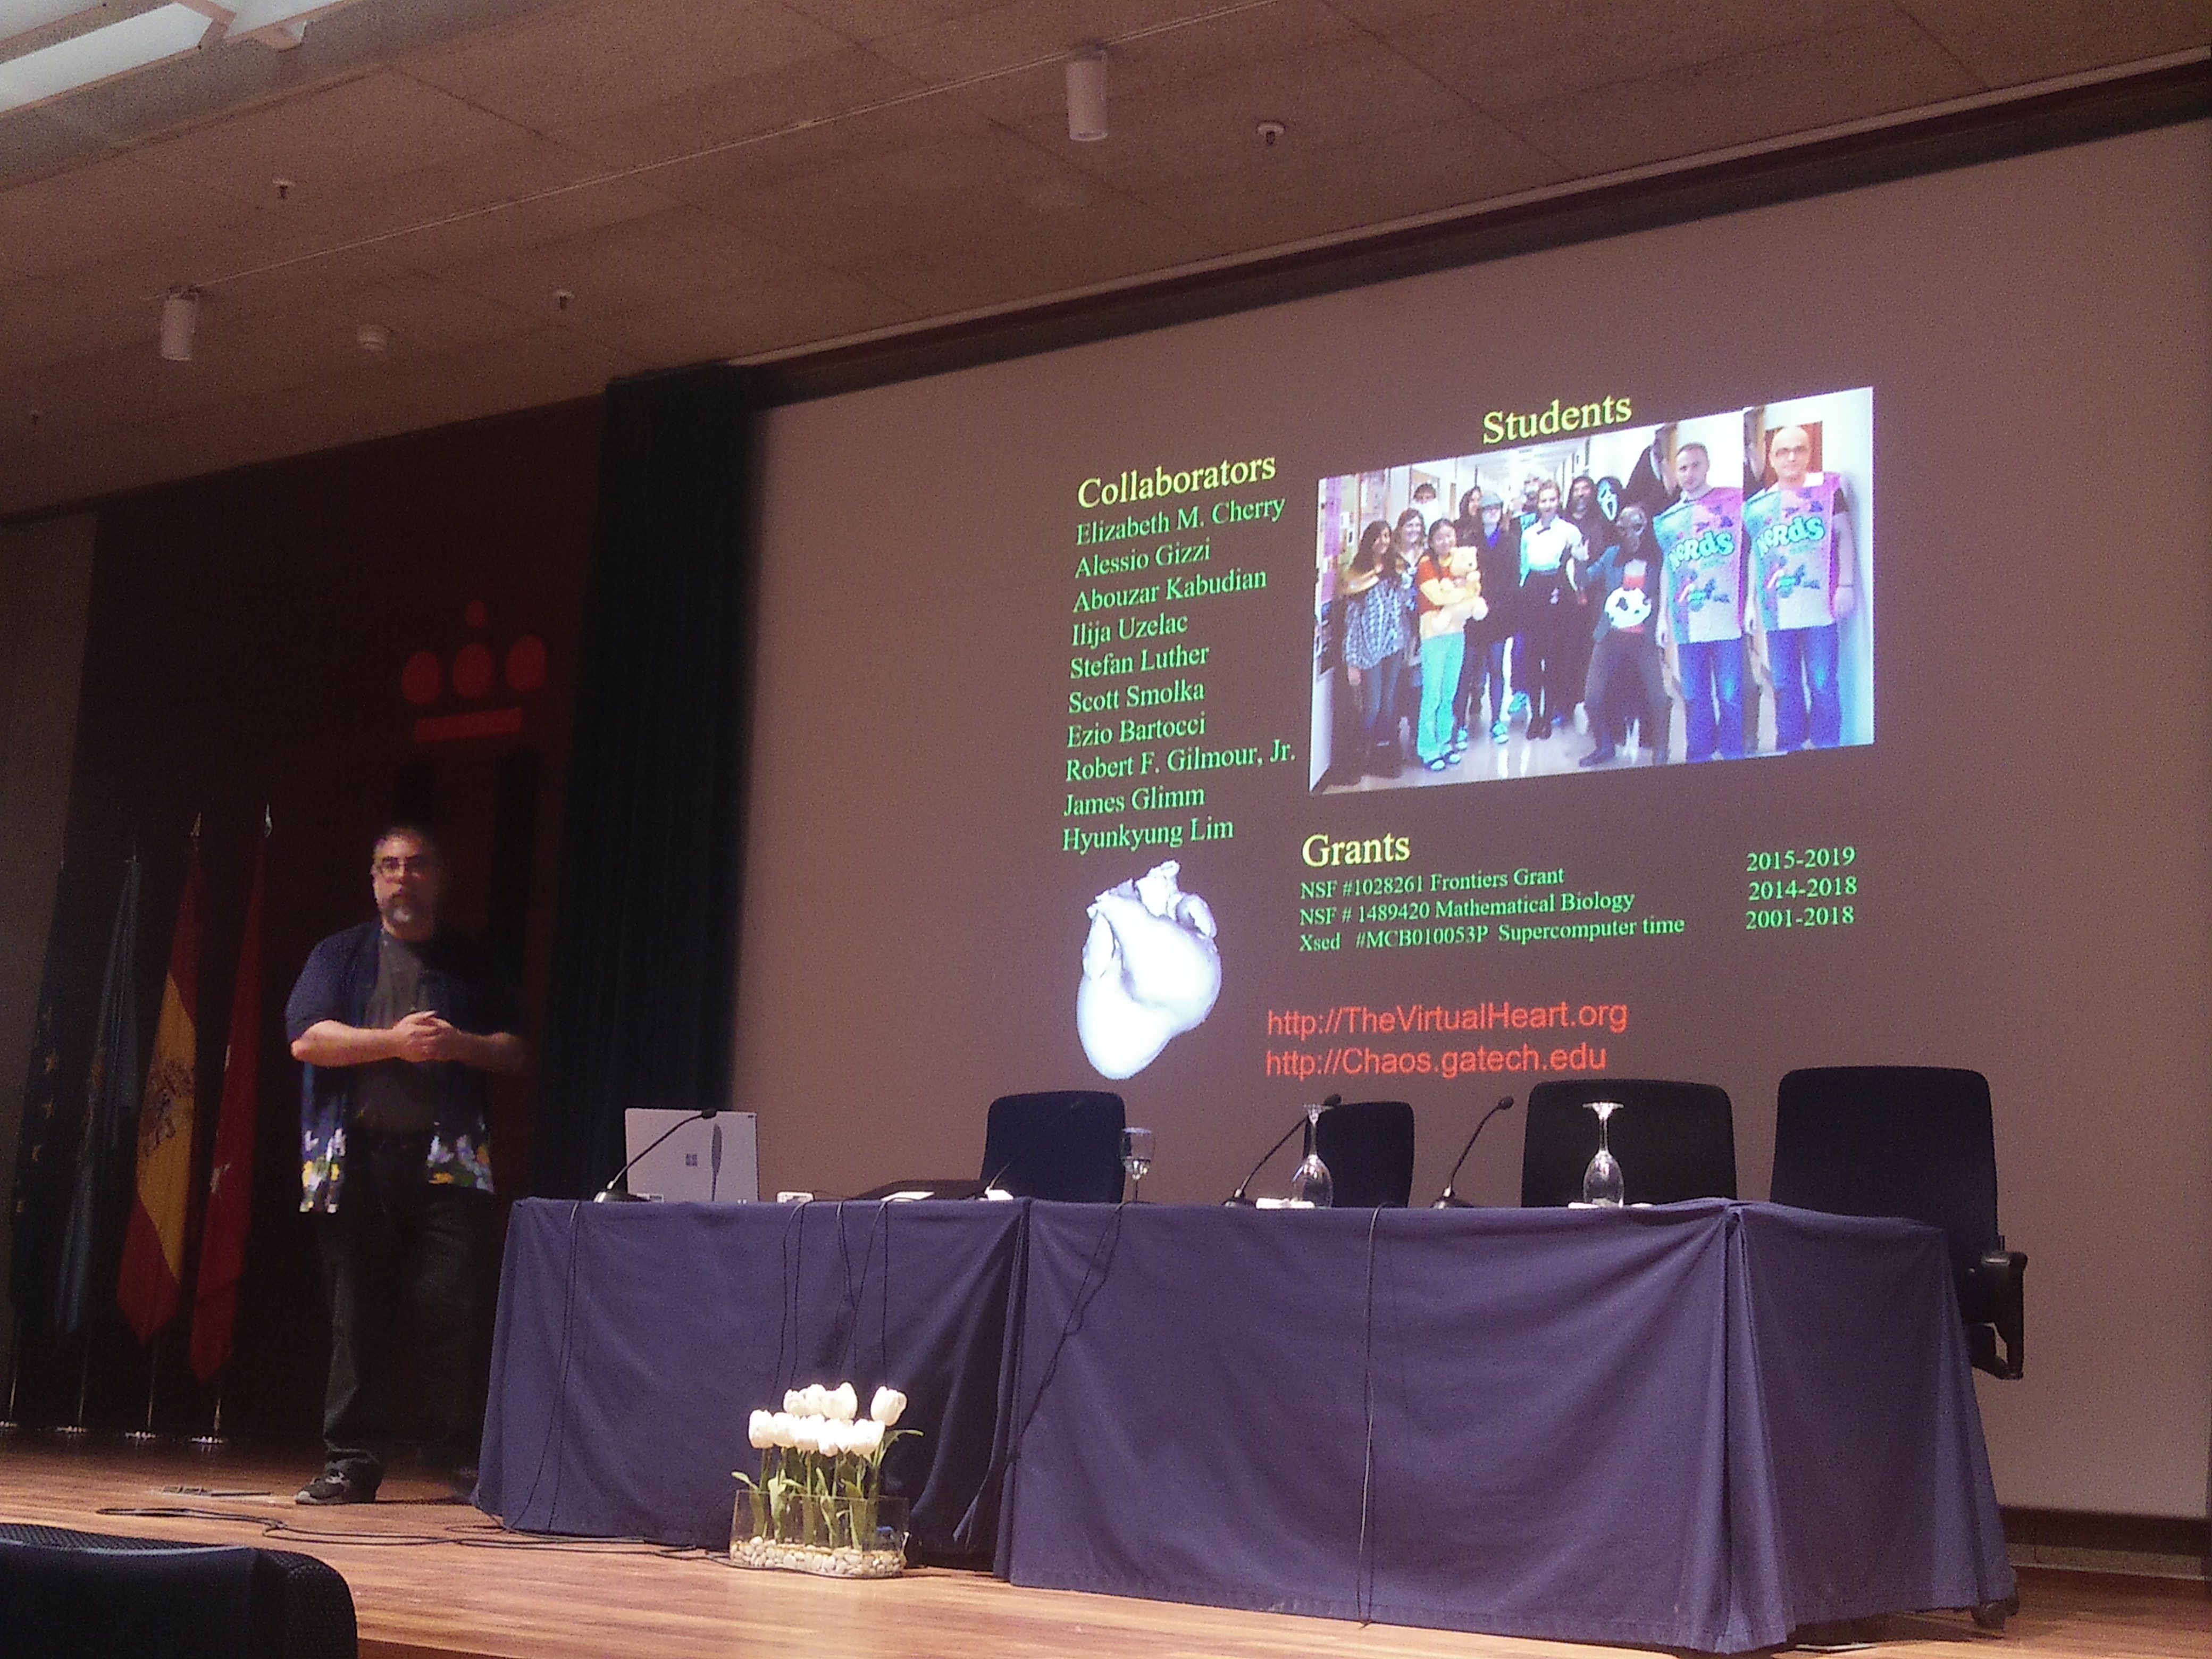 Students
Collaborators
Elizabeth M. Cherry
Alessio Gizzi
Abouzar Kabudian
Ilija Uzelac
Stefan Luther
Scott Smolka
Ezio Bartocci
Robert F. Gilmour, Jr.
James Glimm
Hyunkyung Lim
NeRds
NeRds
Grants
NSF #1028261 Frontiers Grant 2015-2019
NSF # 1489420 Mathematical Biology 2014-2018
Xsed #MCB010053P Supercomputer time 2001-2018
http://TheVirtualHeart.org
http://Chaos.gatech.edu